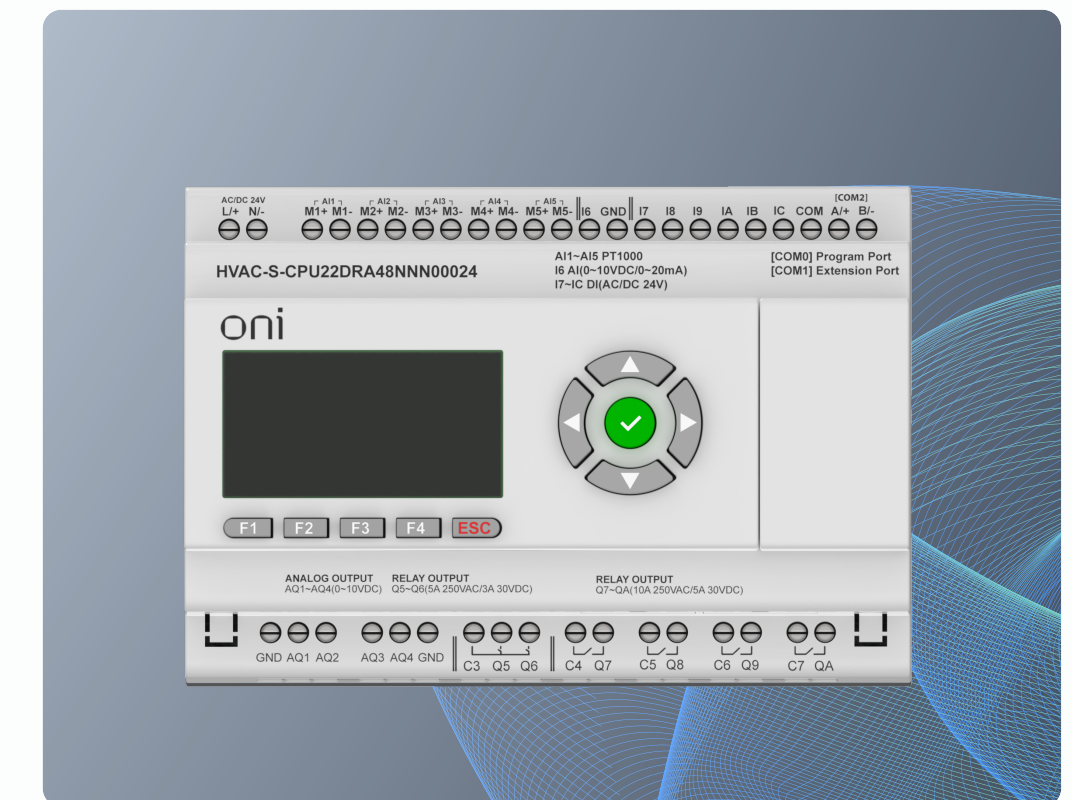 AC/DC 24V
L/+ N/-
AI1 AI2 AI3 AI4 AI5
M1+ M1- M2+ M2- M3+ M3- M4+ M4- M5+ M5- I6 GND I7 I8 I9 IA IB IC COM A/+ B/-
[COM2]
HVAC-S-CPU22DRA48NNN00024
AI1~AI5 PT1000
I6 AI(0~10VDC/0~20mA)
I7~IC DI(AC/DC 24V)
[COM0] Program Port
[COM1] Extension Port
oni
F1 F2 F3 F4 ESC
ANALOG OUTPUT
AQ1~AQ4(0~10VDC)
RELAY OUTPUT
Q5~Q6(5A 250VAC/3A 30VDC)
RELAY OUTPUT
Q7~QA(10A 250VAC/5A 30VDC)
GND AQ1 AQ2 AQ3 AQ4 GND C3 Q5 Q6 C4 Q7 C5 Q8 C6 Q9 C7 QA